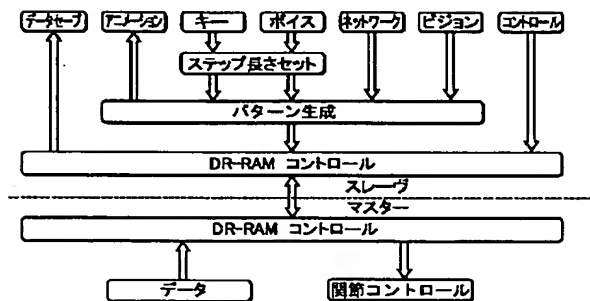 データセーブ アニメーション キー ボイス ネットワーク ビジョン コントロール
ステップ長さセット
パターン生成
DR-RAM コントロール
スレーヴ
マスター
DR-RAM コントロール
データ 関節コントロール